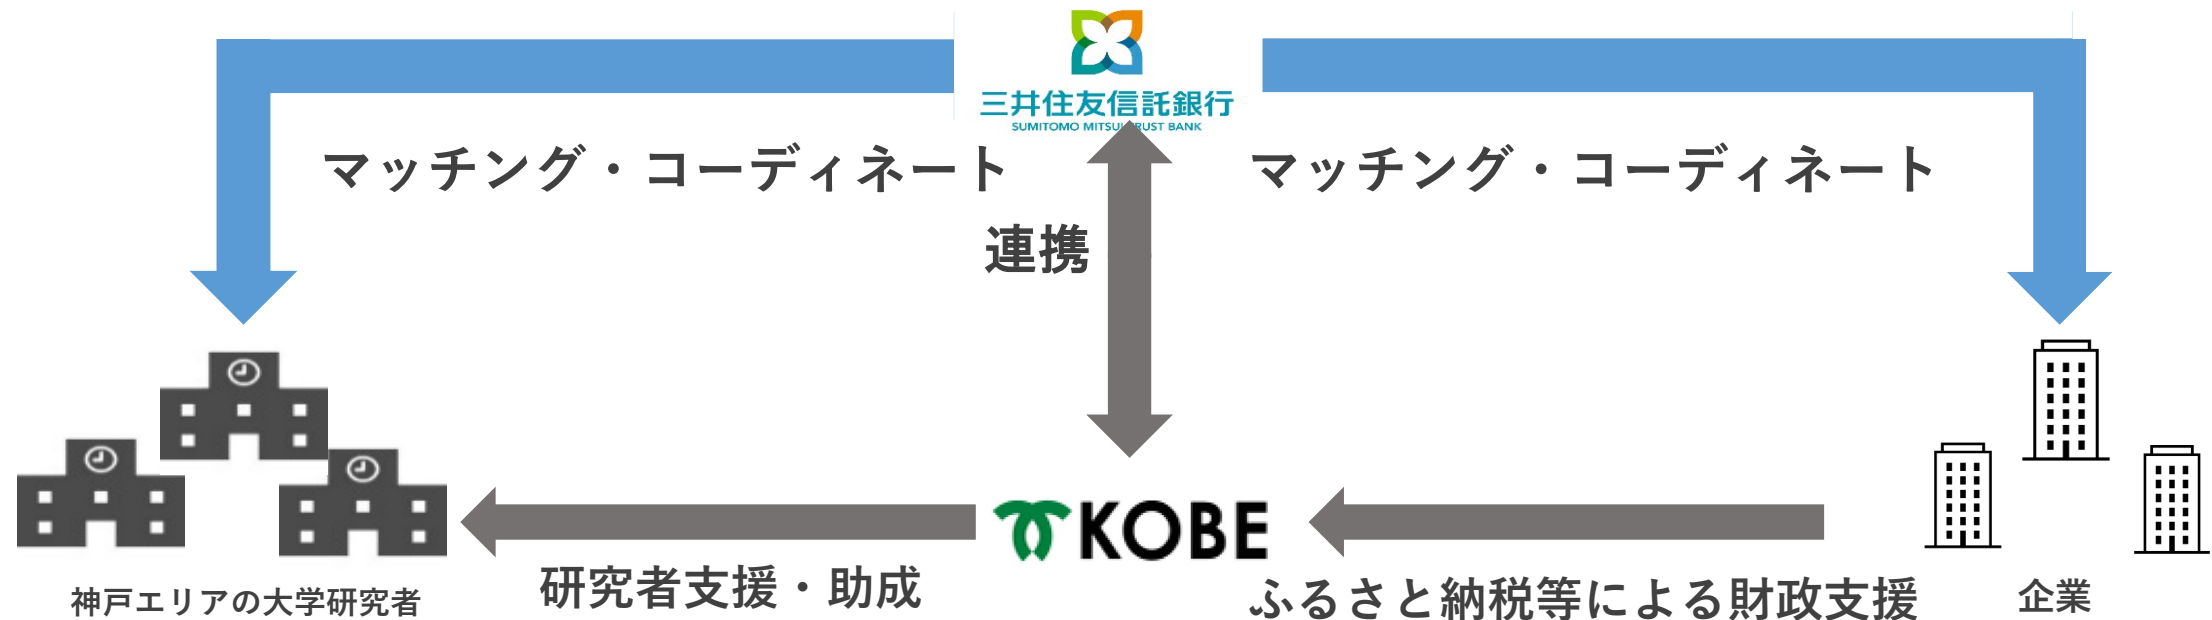 三井住友信託銀行
SUMITOMO MITSUI TRUST BANK
マッチング・コーディネート
マッチング・コーディネート
連携
KOBE
研究者支援・助成
ふるさと納税等による財政支援
神戸エリアの大学研究者
企業